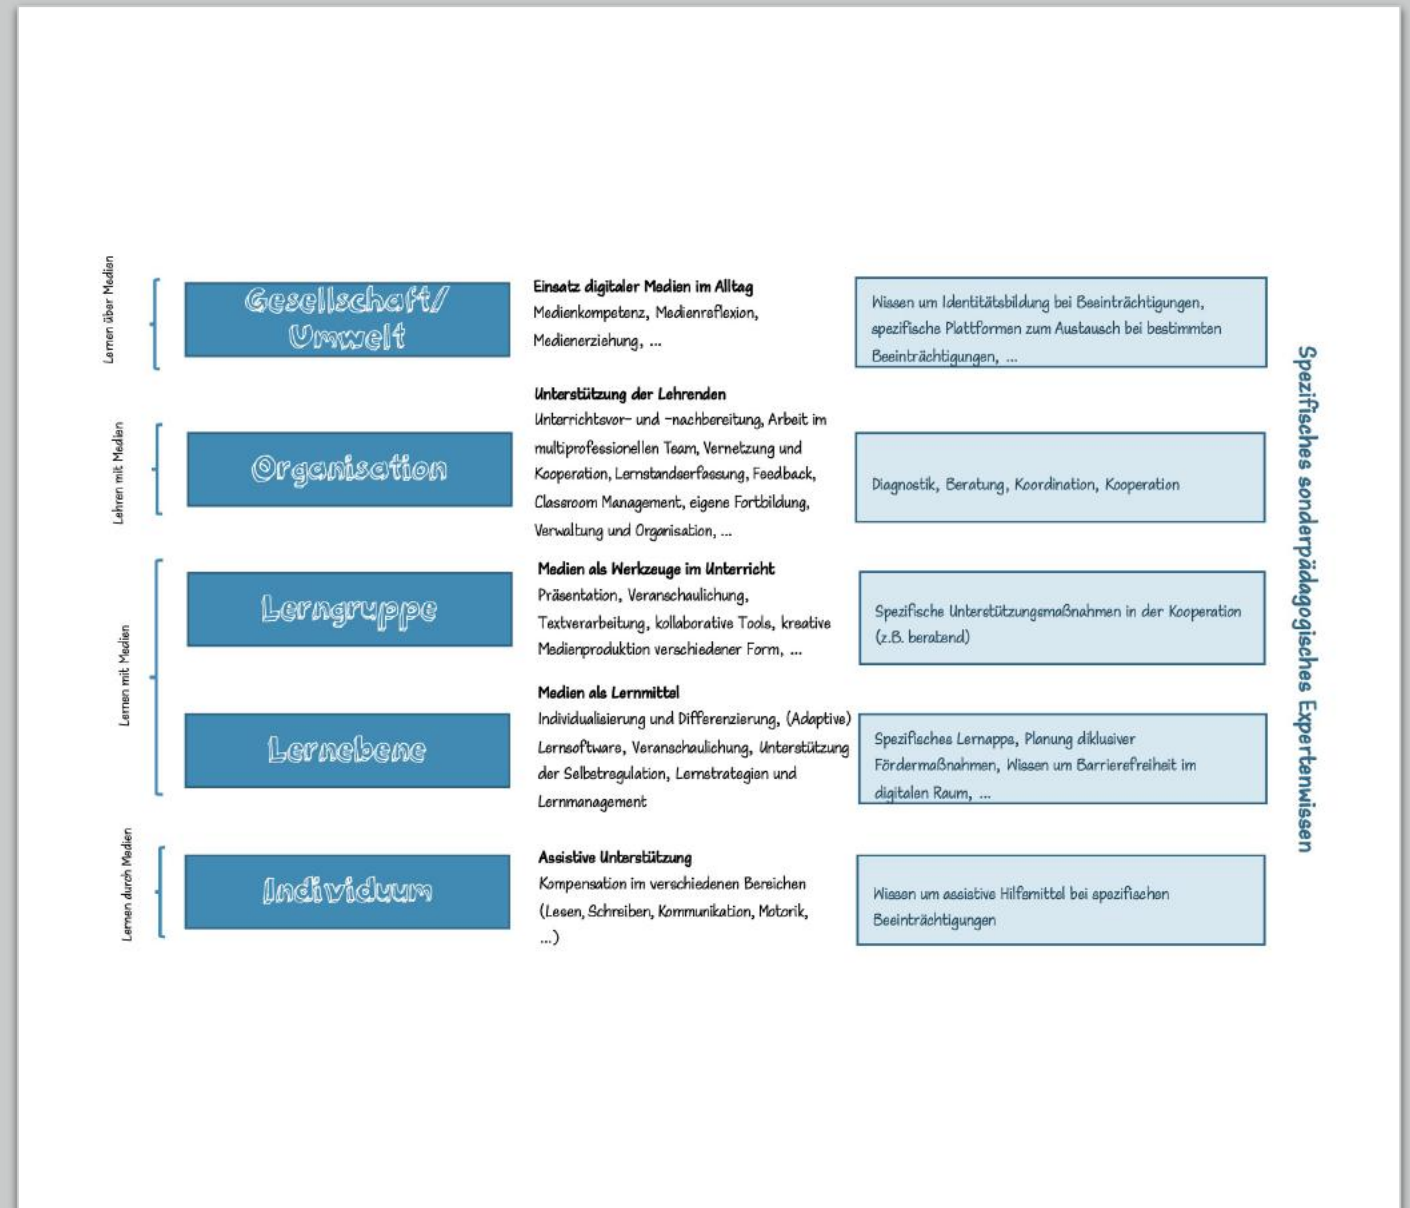 Lernen über Medien
Gesellschaft/
Umwelt
Einsatz digitaler Medien im Alltag
Medienkompetenz, Medienreflexion,
Medienerziehung, ...
Wissen um Identitätsbildung bei Beeinträchtigungen,
spezifische Plattformen zum Austausch bei bestimmten
Beeinträchtigungen, ...
Lehren mit Medien
Organisation
Unterstützung der Lehrenden
Unterrichtsvor- und -nachbereitung, Arbeit im
multiprofessionellen Team, Vernetzung und
Kooperation, Lernstandserfassung, Feedback,
Classroom Management, eigene Fortbildung,
Verwaltung und Organisation, ...
Diagnostik, Beratung, Koordination, Kooperation
Lernen mit Medien
Lerngruppe
Medien als Werkzeuge im Unterricht
Präsentation, Veranschaulichung,
Textverarbeitung, kollaborative Tools, kreative
Medienproduktion verschiedener Form, ...
Spezifische Unterstützungsmaßnahmen in der Kooperation
(z.B. beratend)
Lernebene
Medien als Lernmittel
Individualisierung und Differenzierung, (Adaptive)
Lernsoftware, Veranschaulichung, Unterstützung
der Selbstregulation, Lernstrategien und
Lernmanagement
Spezifisches Lernapps, Planung diklusiver
Fördermaßnahmen, Wissen um Barrierefreiheit im
digitalen Raum, ...
Lernen durch Medien
Individuum
Assistive Unterstützung
Kompensation im verschiedenen Bereichen
(Lesen, Schreiben, Kommunikation, Motorik,
...)
Wissen um assistive Hilfsmittel bei spezifischen
Beeinträchtigungen
Spezifisches sonderpädagogisches Expertenwissen